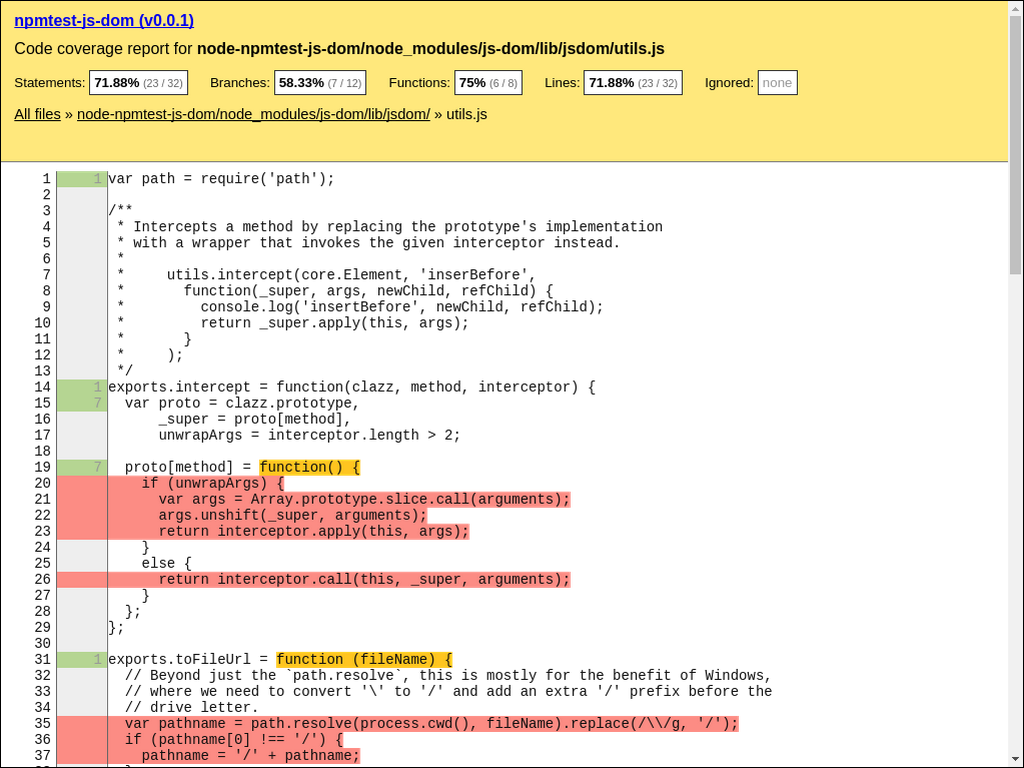 npmtest-js-dom (v0.0.1)
Code coverage report for node-npmtest-js-dom/node_modules/js-dom/lib/jsdom/utils.js
Statements: 71.88% (23 / 32) Branches: 58.33% (7 / 12) Functions: 75% (6 / 8) Lines: 71.88% (23 / 32) Ignored: none
All files » node-npmtest-js-dom/node_modules/js-dom/lib/jsdom/ » utils.js
1 1 var path = require('path');
2
3 /**
4 * Intercepts a method by replacing the prototype's implementation
5 * with a wrapper that invokes the given interceptor instead.
6 *
7 * utils.intercept(core.Element, 'inserBefore',
8 * function(_super, args, newChild, refChild) {
9 * console.log('insertBefore', newChild, refChild);
10 * return _super.apply(this, args);
11 * }
12 * );
13 */
14 1 exports.intercept = function(clazz, method, interceptor) {
15 7 var proto = clazz.prototype,
16 _super = proto[method],
17 unwrapArgs = interceptor.length > 2;
18
19 7 proto[method] = function() {
20 if (unwrapArgs) {
21 var args = Array.prototype.slice.call(arguments);
22 args.unshift(_super, arguments);
23 return interceptor.apply(this, args);
24 }
25 else {
26 return interceptor.call(this, _super, arguments);
27 }
28 };
29 };
30
31 1 exports.toFileUrl = function (fileName) {
32 // Beyond just the `path.resolve`, this is mostly for the benefit of Windows,
33 // where we need to convert '\' to '/' and add an extra '/' prefix before the
34 // drive letter.
35 var pathname = path.resolve(process.cwd(), fileName).replace(/\\/g, '/');
36 if (pathname[0] !== '/') {
37 pathname = '/' + pathname;